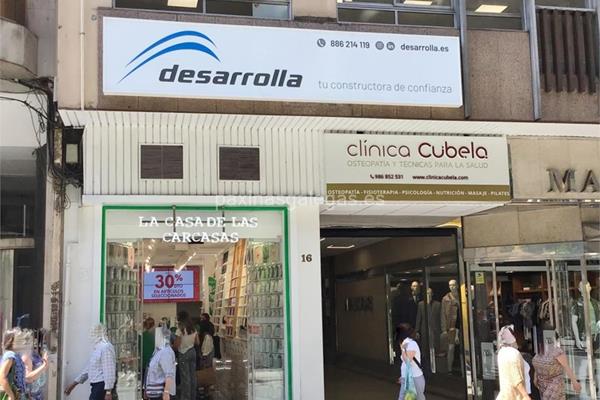 886 214 119 desarrolla.es
desarrolla
tu constructora de confianza
clínica Cubela
OSTEOPATÍA Y TÉCNICAS PARA LA SALUD
986 852 531 www.clinicacubela.com
OSTEOPATÍA - FISIOTERAPIA - PSICOLOGÍA - NUTRICIÓN - MASAJE - PILATES
MA
paxinasgalegas.es
LA CASA DE LAS
CARCASAS
16
30%
EN ARTÍCULOS
SELECCIONADOS